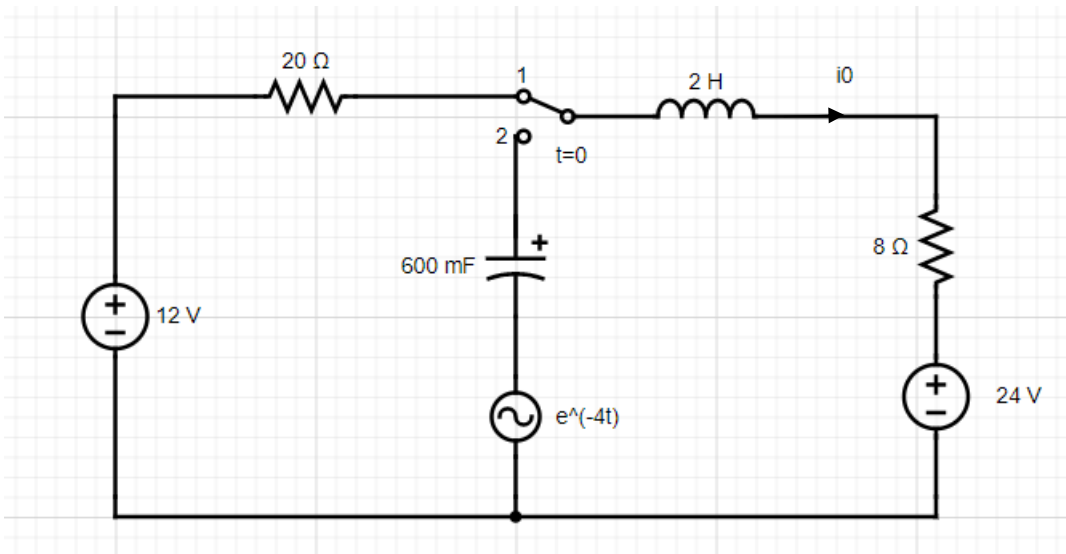 20 Ω
1
2 H
i0
2
t=0
+
600 mF
8 Ω
+
12 V
−
+
24 V
−
e^(-4t)